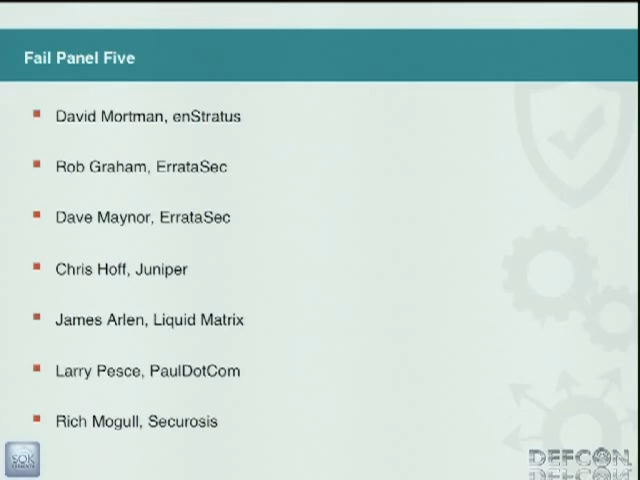 Fail Panel Five
David Mortman, enStratus
Rob Graham, ErrataSec
Dave Maynor, ErrataSec
Chris Hoff, Juniper
James Arlen, Liquid Matrix
Larry Pesce, PaulDotCom
Rich Mogull, Securosis
SOK
DEFCON